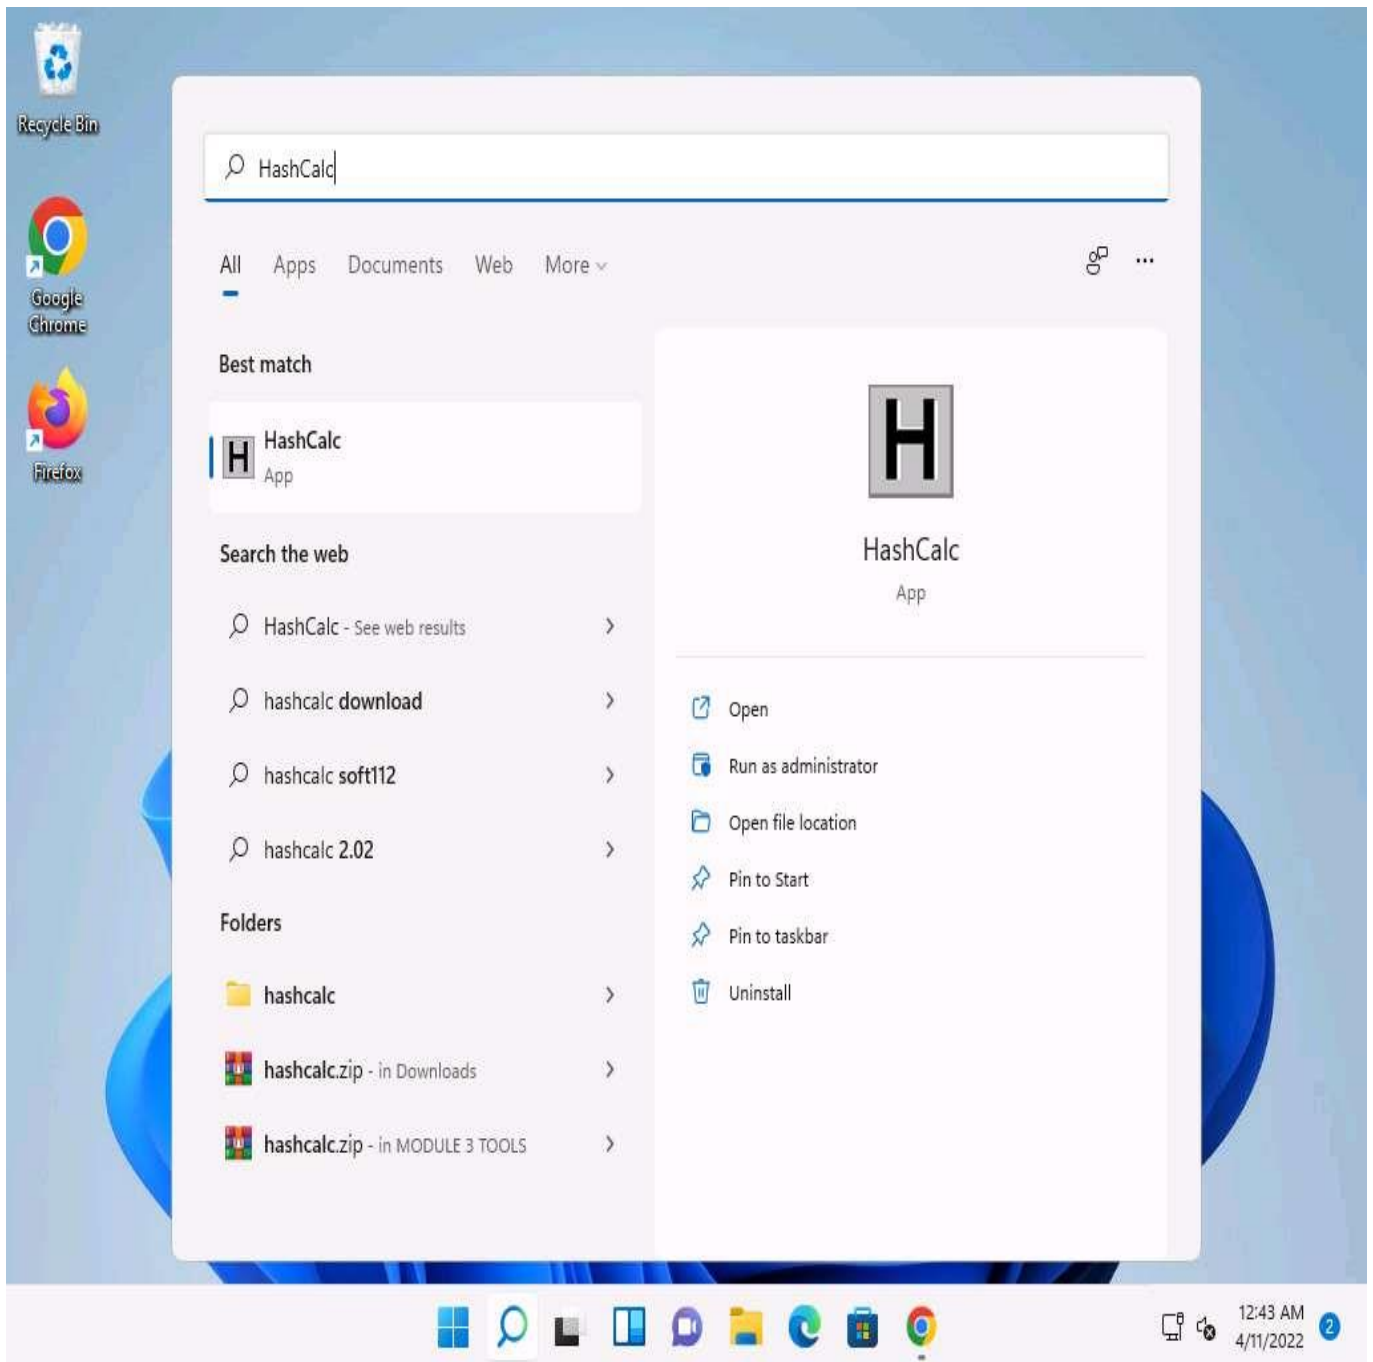 Recycle Bin
Google
Chrome
Firefox
HashCalc
All Apps Documents Web More
Best match
HashCalc
App
Search the web
HashCalc - See web results
hashcalc download
hashcalc soft112
hashcalc 2.02
Folders
hashcalc
hashcalc.zip - in Downloads
hashcalc.zip - in MODULE 3 TOOLS
H
HashCalc
App
Open
Run as administrator
Open file location
Pin to Start
Pin to taskbar
Uninstall
12:43 AM
4/11/2022
2